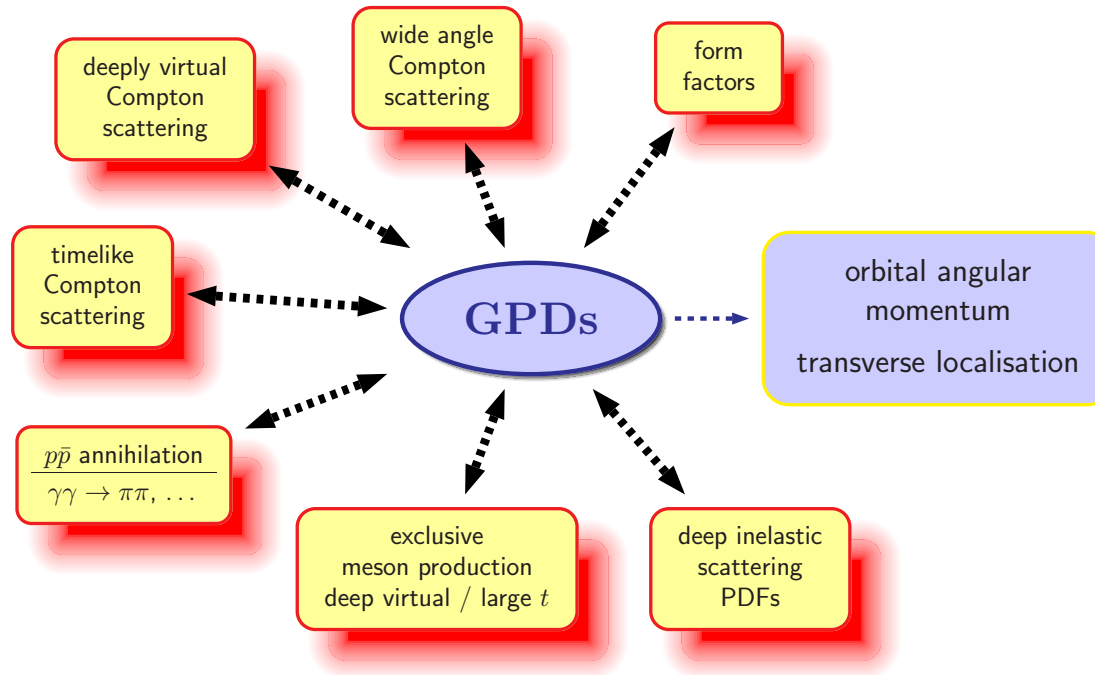 deeply virtual
Compton
scattering
wide angle
Compton
scattering
form
factors
timelike
Compton
scattering
GPDs
orbital angular
momentum
transverse localisation
pp̄ annihilation
γγ → ππ, …
exclusive
meson production
deep virtual / large t
deep inelastic
scattering
PDFs